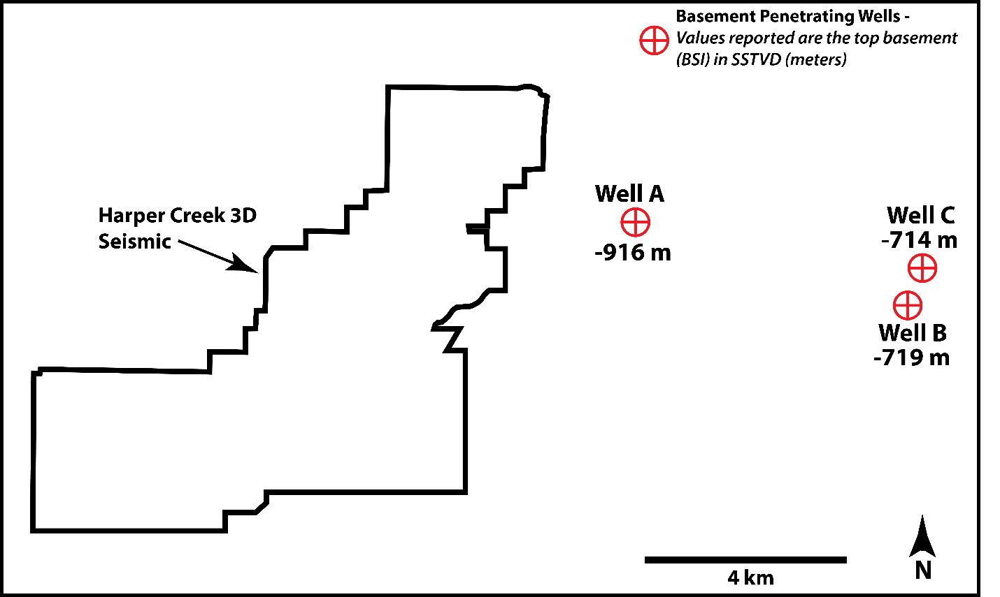 Basement Penetrating Wells -
Values reported are the top basement
(BSI) in SSTVD (meters)
Well A
-916 m
Harper Creek 3D
Seismic
Well C
-714 m
Well B
-719 m
4 km
N